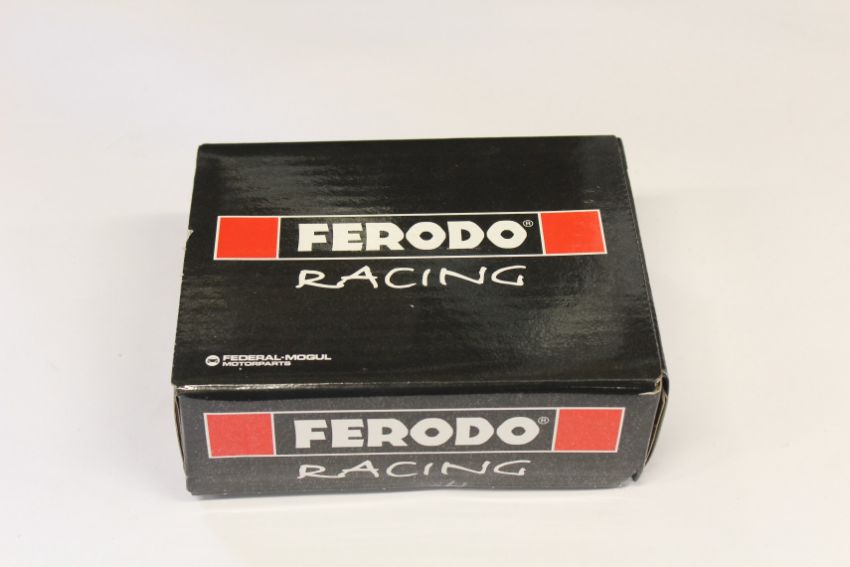 FERODO®
RACING
FEDERAL-MOGUL
MOTORPARTS
FERODO®
RACING